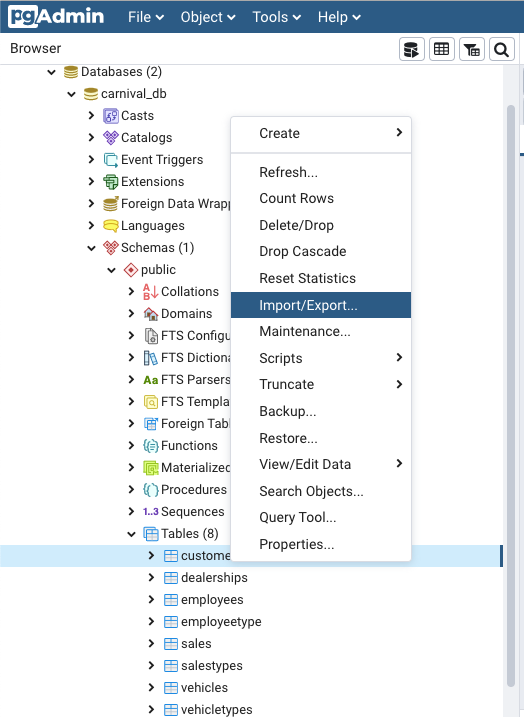 pgAdmin File Object Tools Help
Browser
Databases (2)
carnival_db
Casts
Catalogs
Event Triggers
Extensions
Foreign Data Wrapp
Languages
Schemas (1)
public
Collations
Domains
FTS Configu
FTS Dictiona
FTS Parsers
FTS Templa
Foreign Tab
Functions
Materialized
Procedures
1..3 Sequences
Tables (8)
custome
dealerships
employees
employeetype
sales
salestypes
vehicles
vehicletypes
Create
Refresh...
Count Rows
Delete/Drop
Drop Cascade
Reset Statistics
Import/Export...
Maintenance...
Scripts
Truncate
Backup...
Restore...
View/Edit Data
Search Objects...
Query Tool...
Properties...